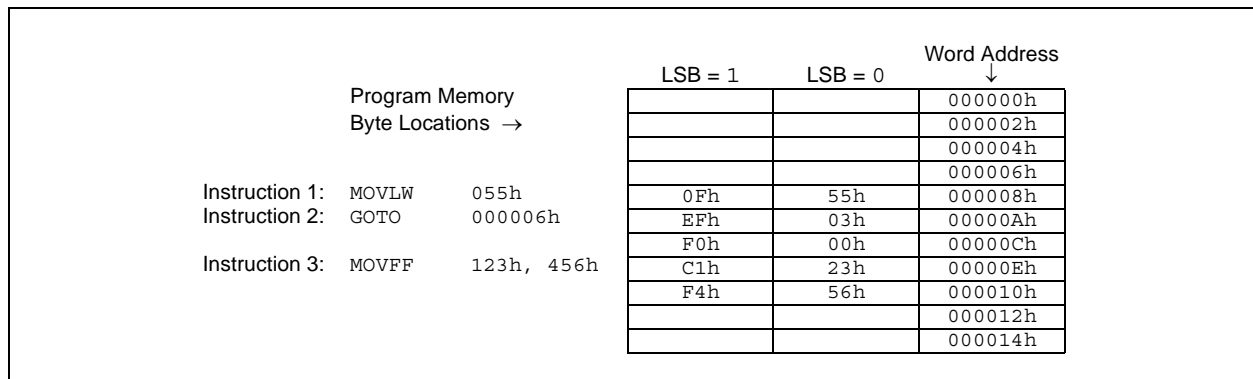 Word Address
LSB = 1 LSB = 0 ↓
Program Memory 000000h
Byte Locations → 000002h
000004h
000006h
Instruction 1: MOVLW 055h 0Fh 55h 000008h
Instruction 2: GOTO 000006h EFh 03h 00000Ah
F0h 00h 00000Ch
Instruction 3: MOVFF 123h, 456h C1h 23h 00000Eh
F4h 56h 000010h
000012h
000014h